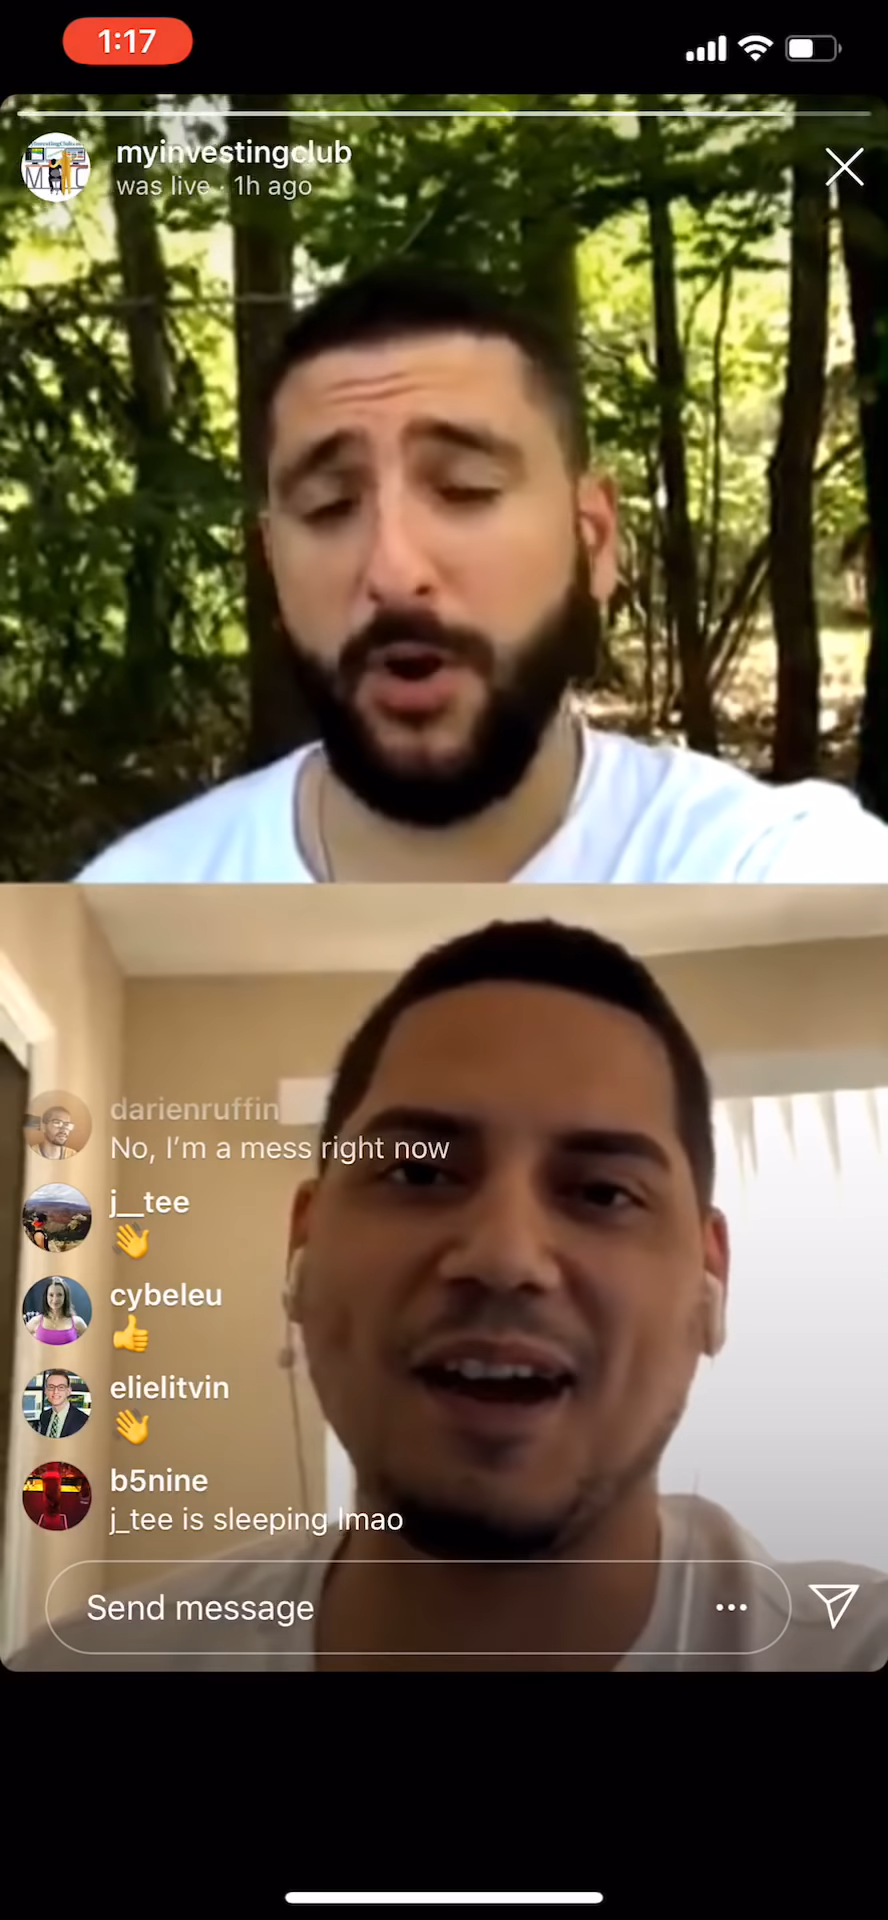 1:17
myinvestingclub
was live · 1h ago
darienruffin
No, I’m a mess right now
j__tee
👋
cybeleu
👍
elielitvin
👋
b5nine
j_tee is sleeping lmao
Send message